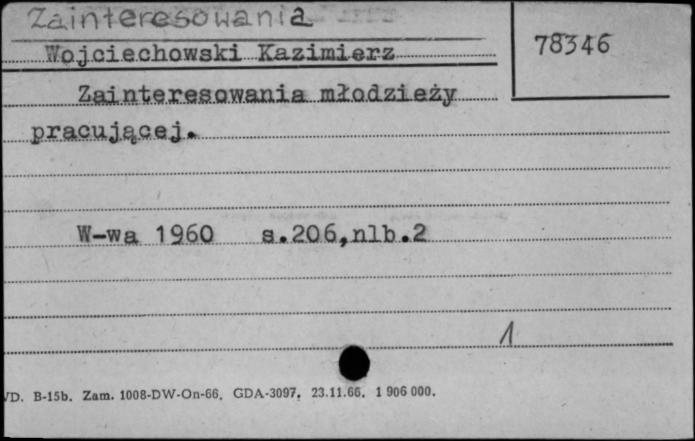 Zainteresowania
Wojciechowski Kazimierz
78346
Zainteresowania młodzieży
pracującej.
W-wa 1960 s.206,nlb.2
1
VD. B-15b. Zam. 1008-DW-On-66. GDA-3097. 23.11.66. 1 906 000.